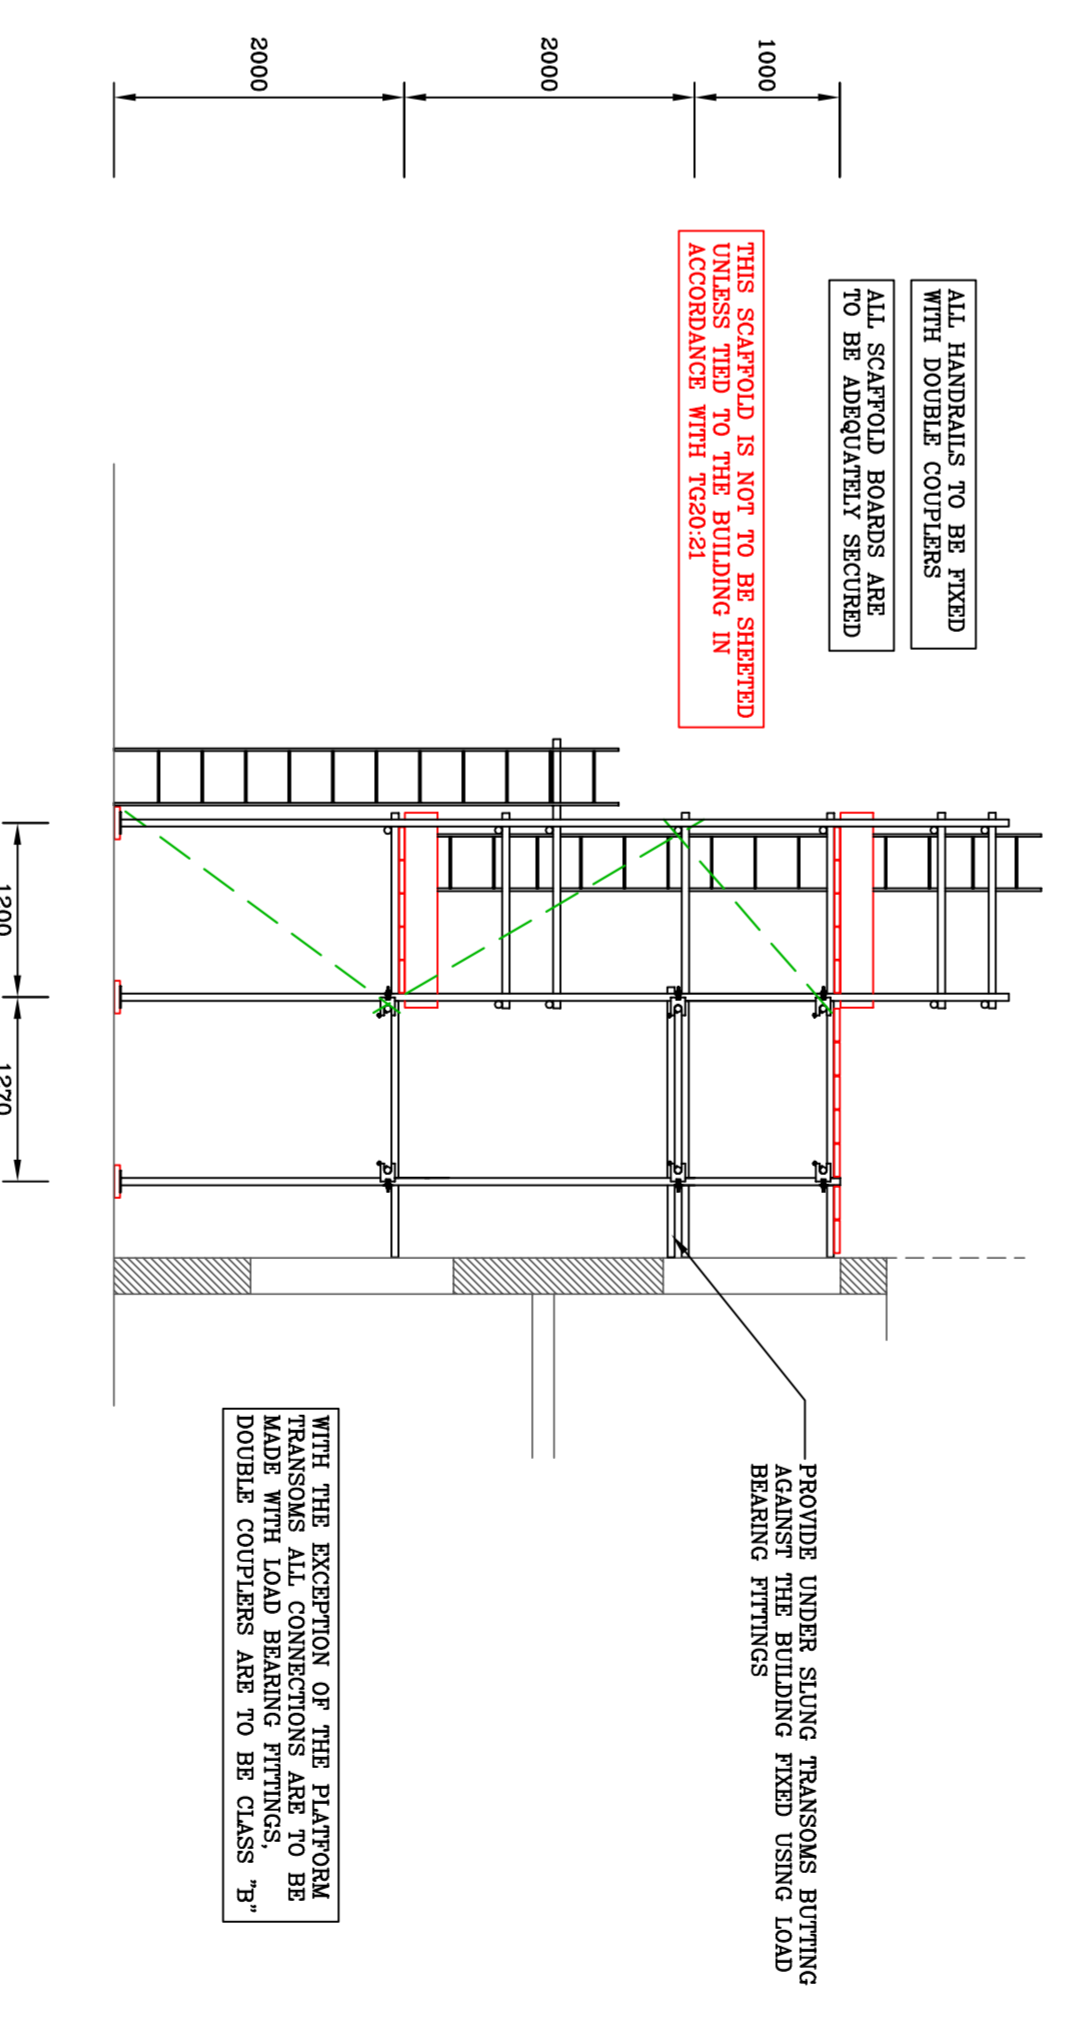 ALL HANDRAILS TO BE FIXED
WITH DOUBLE COUPLERS
ALL SCAFFOLD BOARDS ARE
TO BE ADEQUATELY SECURED
THIS SCAFFOLD IS NOT TO BE SHEETED
UNLESS TIED TO THE BUILDING IN
ACCORDANCE WITH TG20:21
1000
2000
2000
PROVIDE UNDER SLUNG TRANSOMS BUTTING
AGAINST THE BUILDING FIXED USING LOAD
BEARING FITTINGS
WITH THE EXCEPTION OF THE PLATFORM
TRANSOMS ALL CONNECTIONS ARE TO BE
MADE WITH LOAD BEARING FITTINGS,
DOUBLE COUPLERS ARE TO BE CLASS "B"
1200
1270